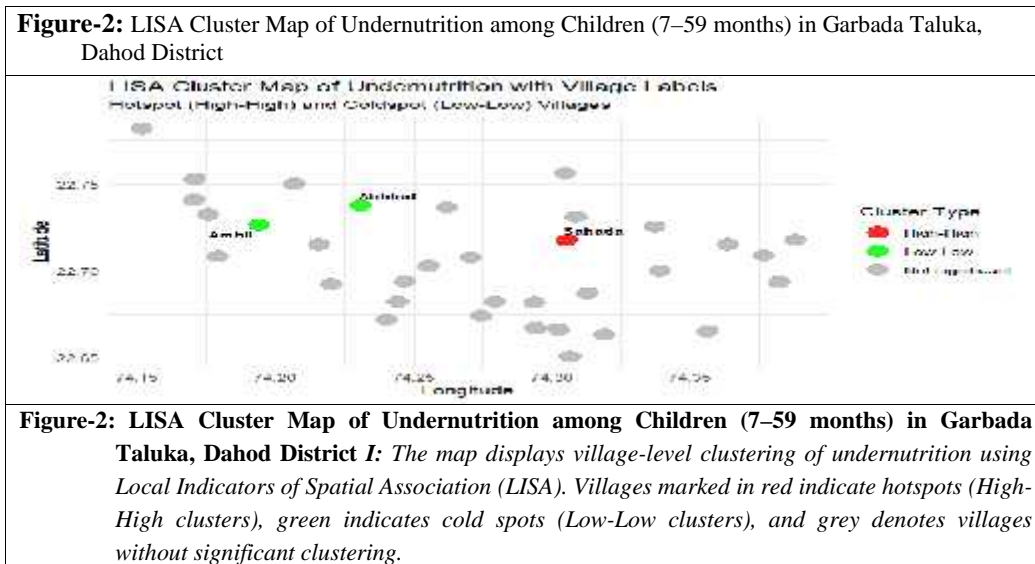 Figure-2: LISA Cluster Map of Undernutrition among Children (7–59 months) in Garbada Taluka,
Dahod District
LISA Cluster Map of Undernutrition with Village Labels
Hotspot (High-High) and Coldspot (Low-Low) Villages
22.75
22.70
22.65
Latitude
Ambli
Sahada
74.15 74.20 74.25 74.30 74.35
Longitude
Cluster Type
High-High
Low-Low
Not significant
Figure-2: LISA Cluster Map of Undernutrition among Children (7–59 months) in Garbada
Taluka, Dahod District I: The map displays village-level clustering of undernutrition using
Local Indicators of Spatial Association (LISA). Villages marked in red indicate hotspots (High-
High clusters), green indicates cold spots (Low-Low clusters), and grey denotes villages
without significant clustering.